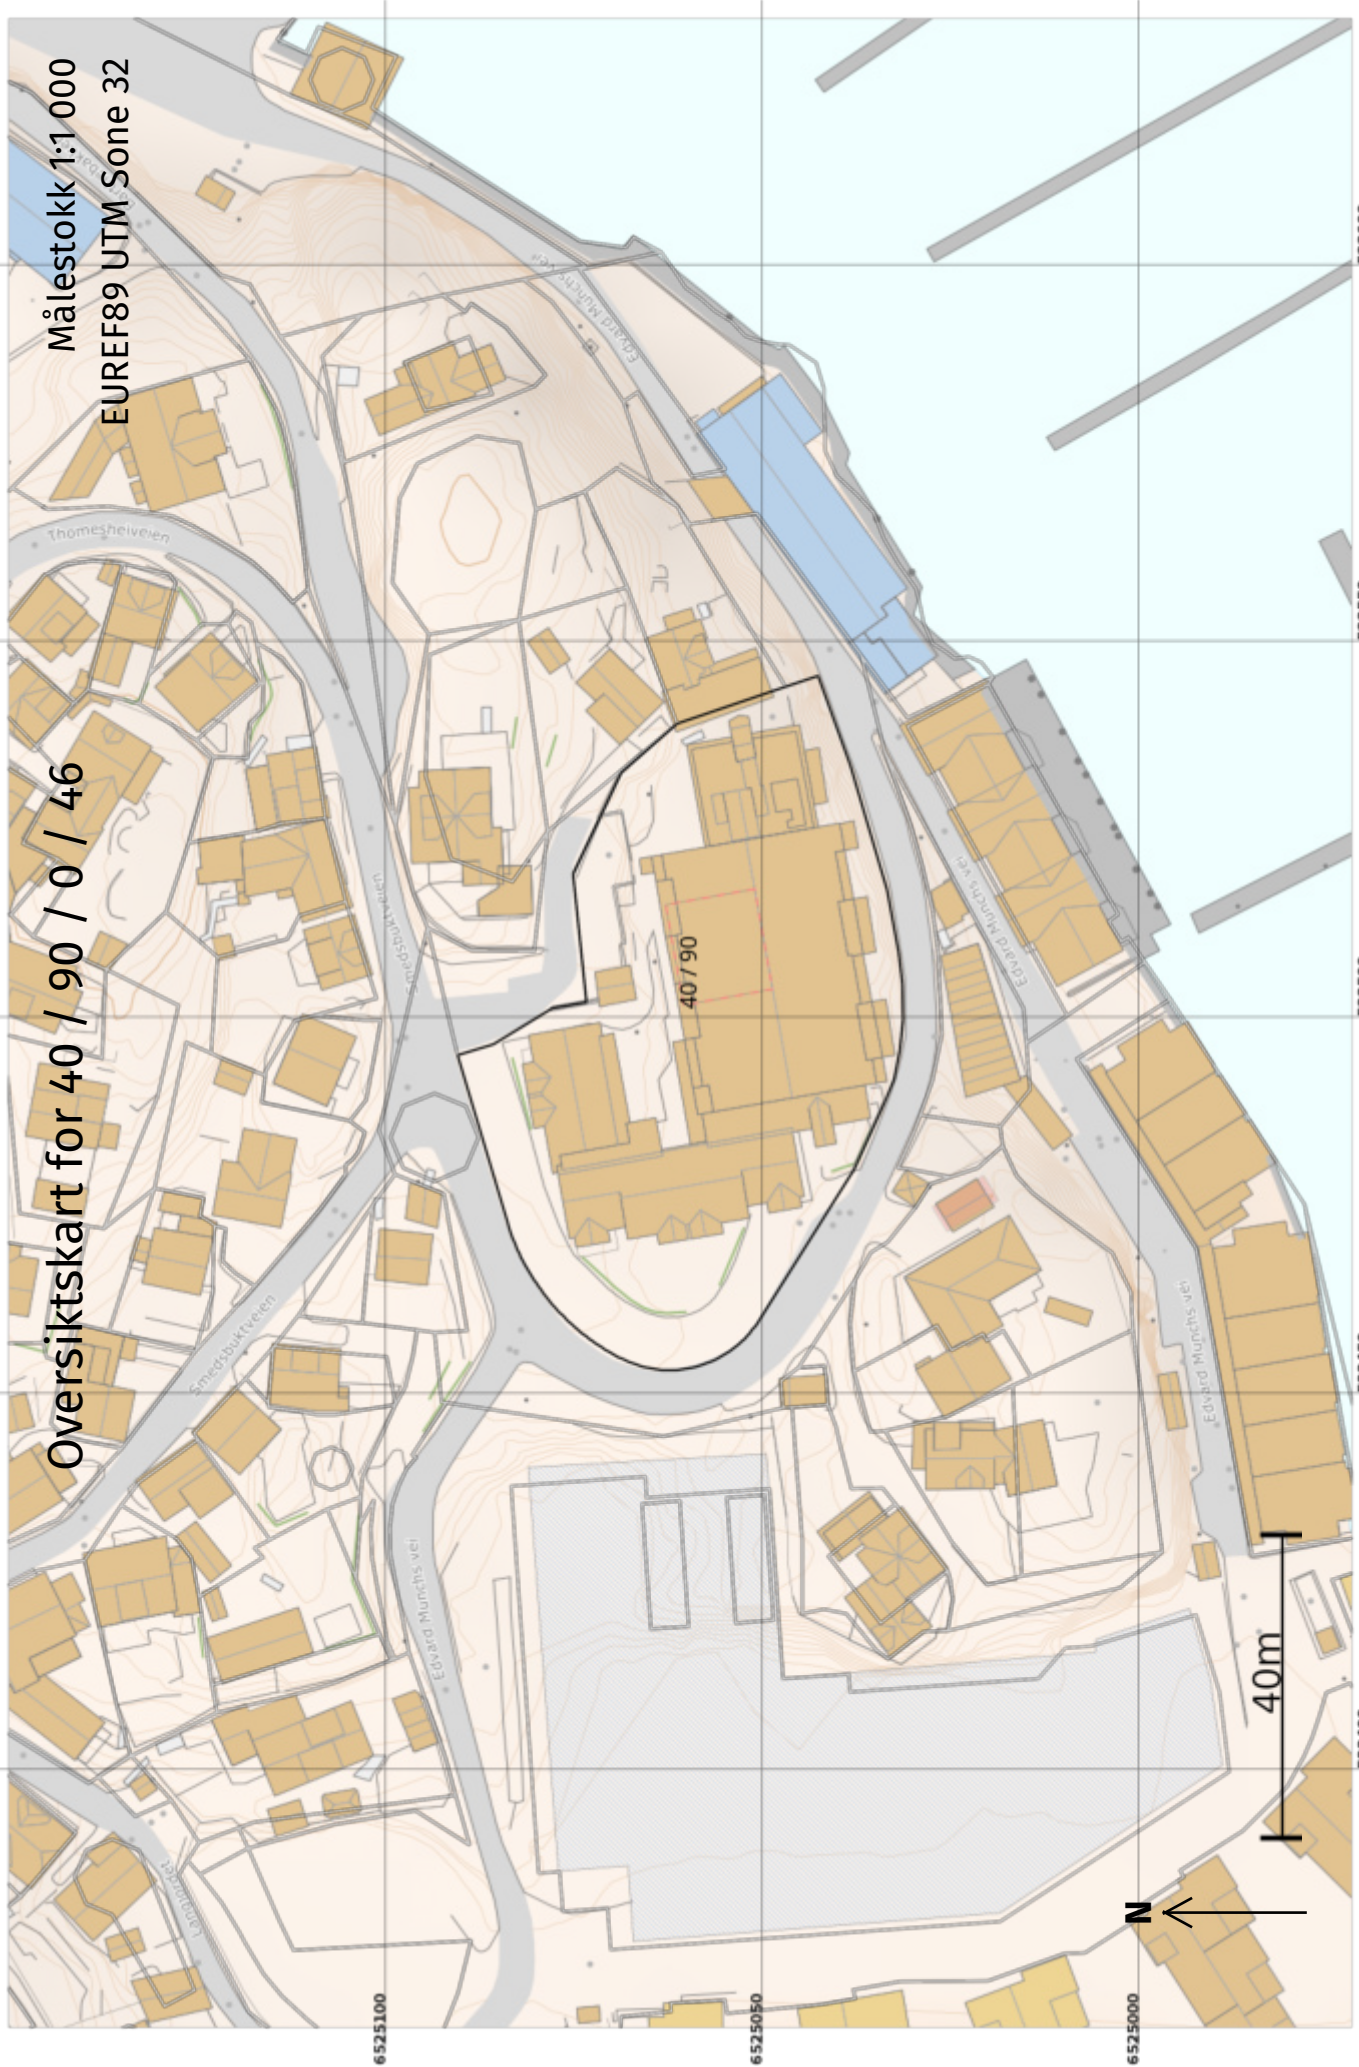 Oversiktskart for 40 / 90 / 0 / 46
Målestokk 1:1 000
EUREF89 UTM Sone 32
Thomesheiveien
Smedsbuktveien
Smedsbuktveien
Edvard Munchs vei
Edvard Munchs vei
Edvard Munchs vei
Edvard Munchs vei
Langjordet
40 / 90
40m
N
6525100
6525050
6525000